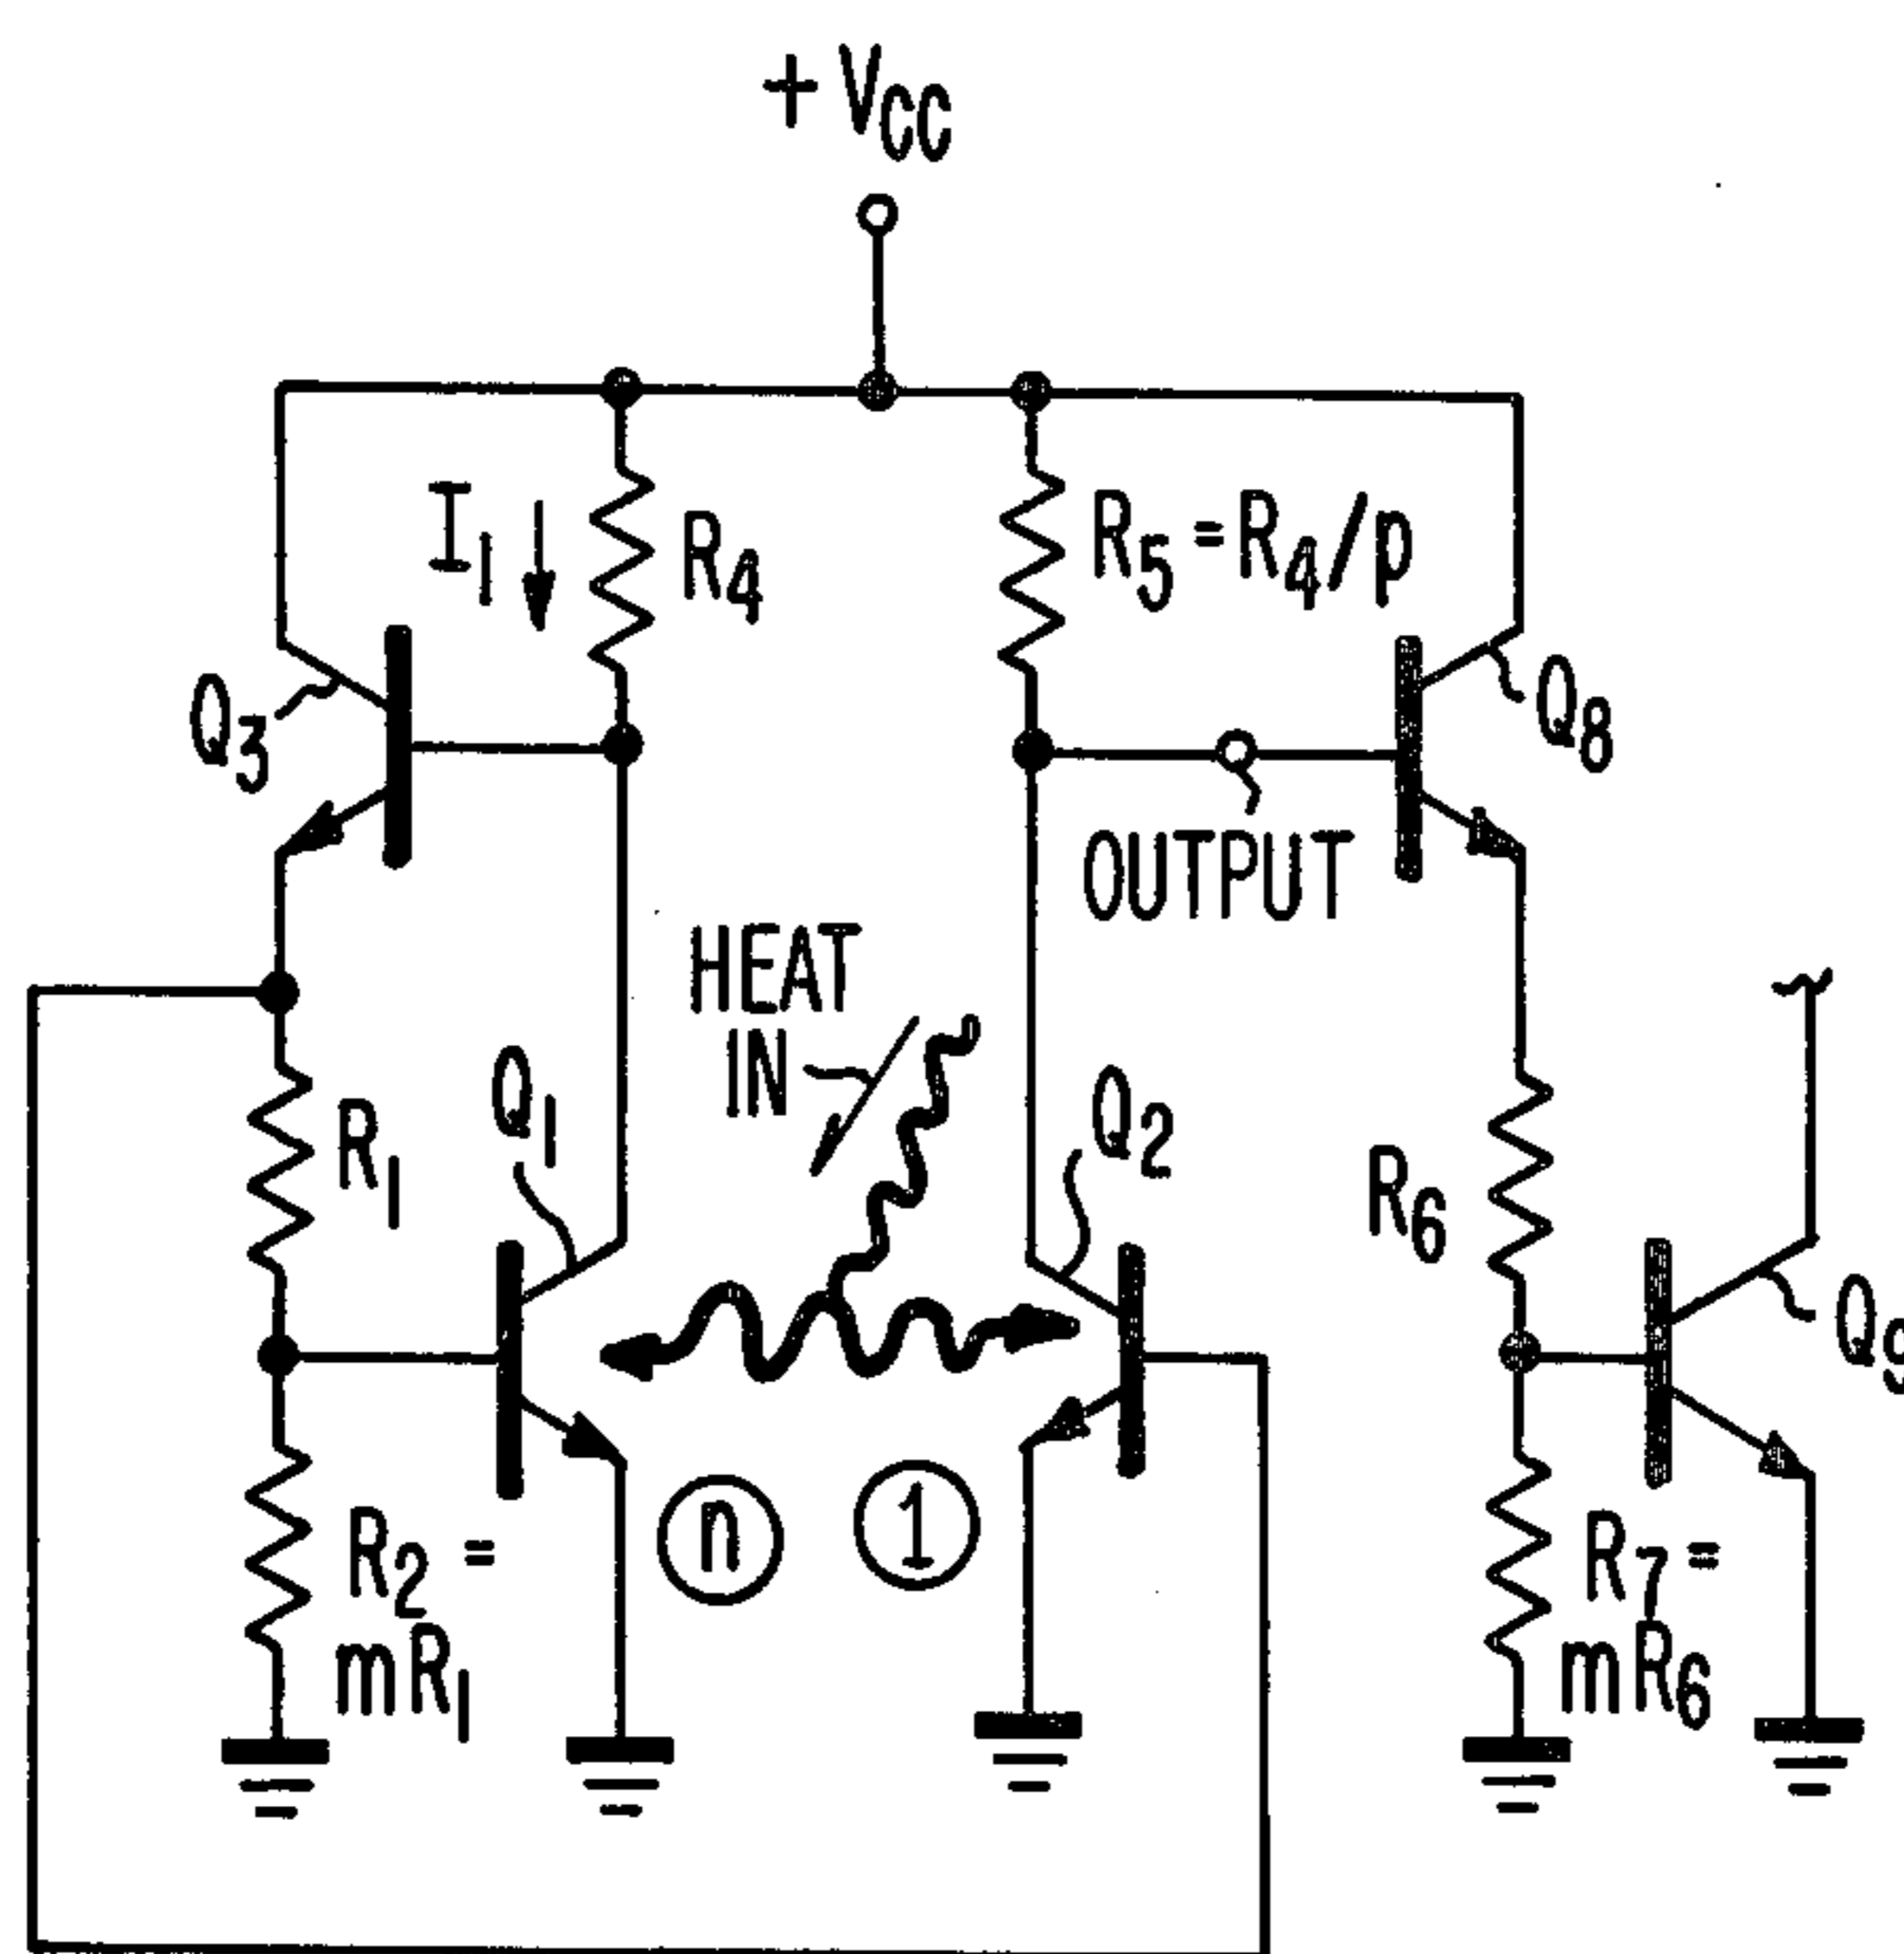 + VCC
I1
R4
R5 = R4/p
Q3
Q8
OUTPUT
HEAT
IN
R1
Q1
Q2
R6
Q9
n
1
R2 =
mR1
R7 =
mR6